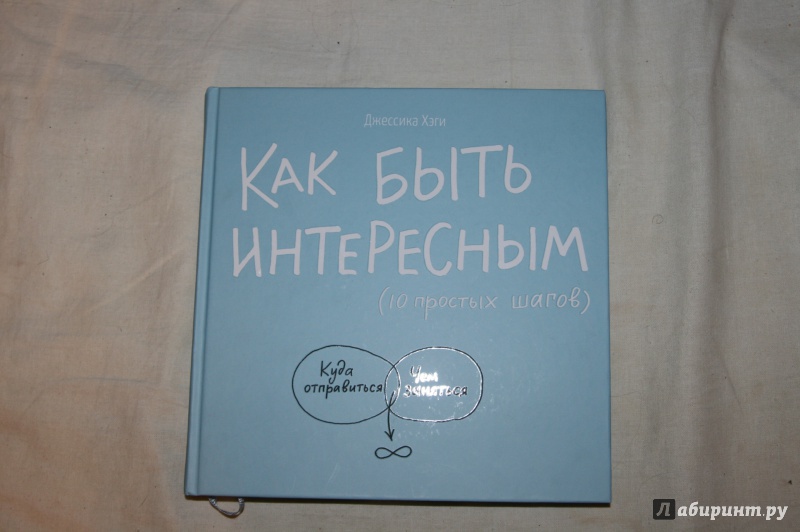 Джессика Хэги
Как быть
интересным
(10 простых шагов)
Куда
отправиться
Чем
заняться
Лабиринт.ру